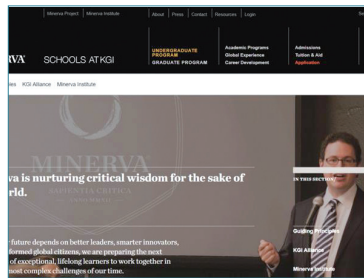 Minerva Project Minerva Institute About Press Contact Resources Login
UNDERGRADUATE PROGRAM
GRADUATE PROGRAM
Academic Programs
Global Experience
Career Development
Admissions
Tuition & Aid
Application
RVA SCHOOLS AT KGI
es KGI Alliance Minerva Institute
MINERVA
SAPIENTIA CRITICA
va is nurturing critical wisdom for the sake of
rld.
IN THIS SECTION
future depends on better leaders, smarter innovators,
formed global citizens, we are preparing the next
of exceptional, lifelong learners to work together in
most complex challenges of our time.
Guiding Principles
KGI Alliance
Minerva Institute